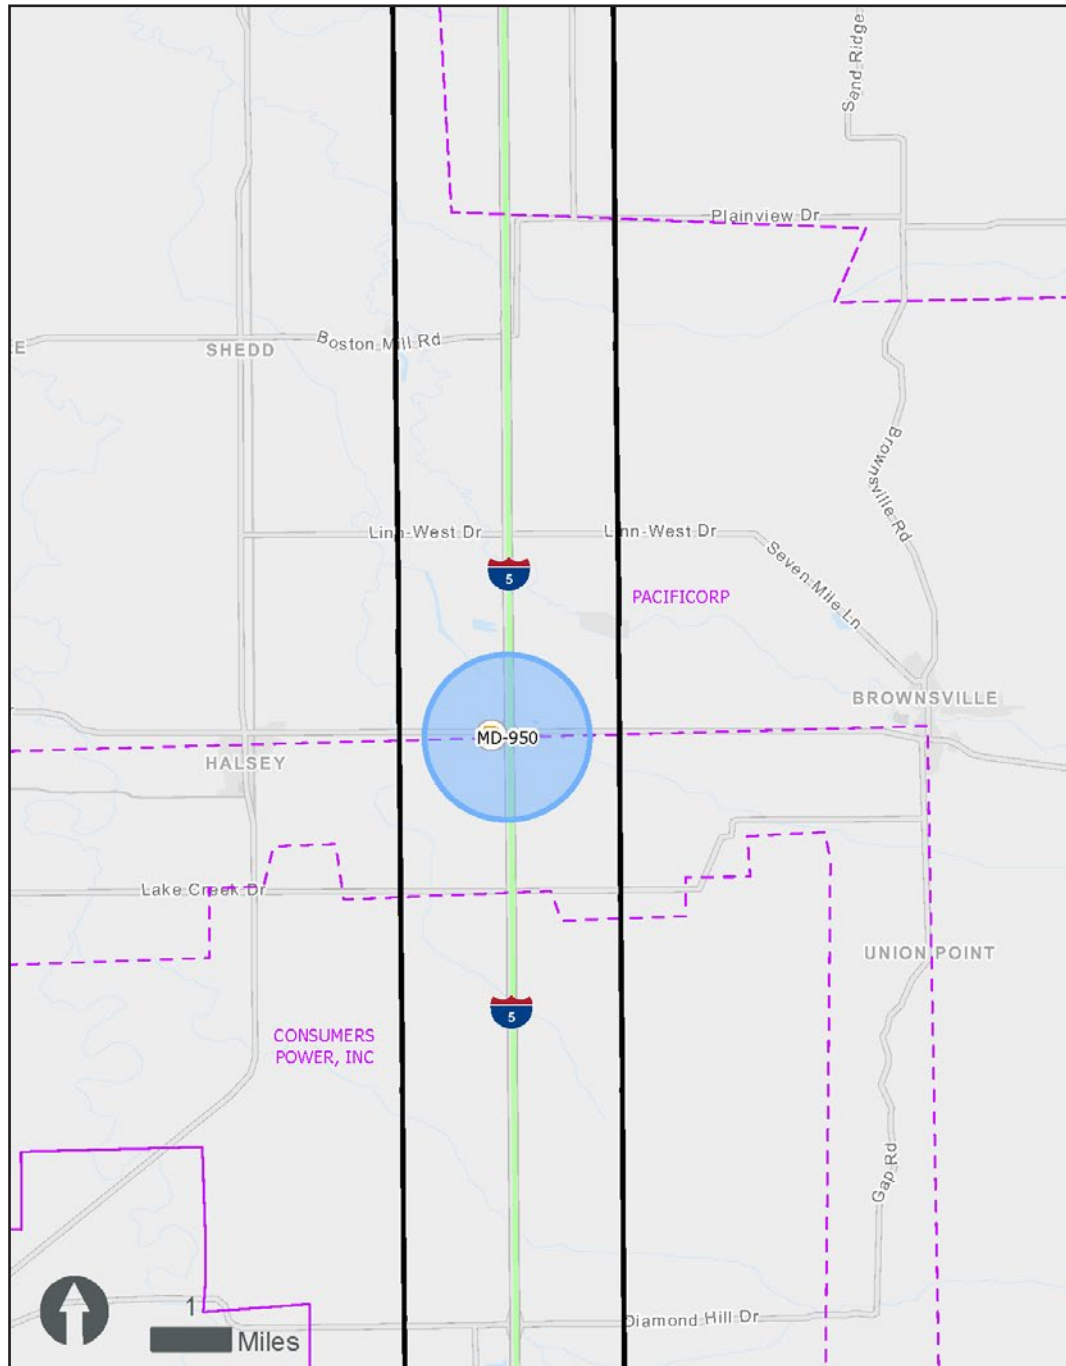 Sand Ridge
Plainview Dr
E
SHEDD
Boston Mill Rd
Brownsville Rd
Linn-West Dr
Linn-West Dr
5
Seven Mile Ln
PACIFICORP
BROWNSVILLE
MD-950
HALSEY
Lake Creek Dr
UNION POINT
5
CONSUMERS
POWER, INC
Gap Rd
1
Miles
Diamond Hill Dr